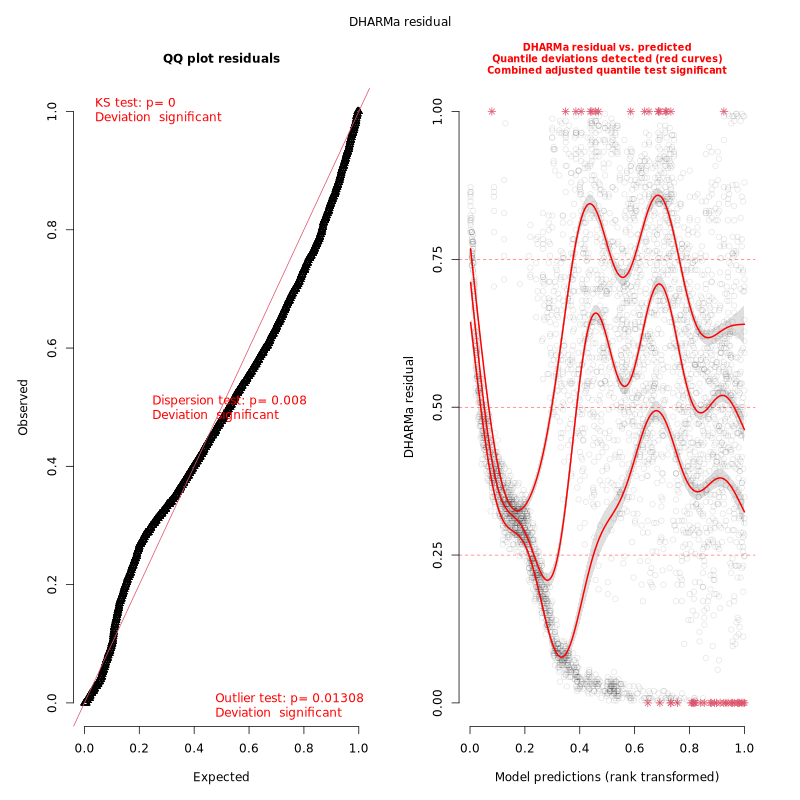 DHARMa residual
QQ plot residuals
KS test: p= 0
Deviation significant
Dispersion test: p= 0.008
Deviation significant
Outlier test: p= 0.01308
Deviation significant
Observed
0.0
0.2
0.4
0.6
0.8
1.0
0.0
0.2
0.4
0.6
0.8
1.0
Expected
DHARMa residual vs. predicted
Quantile deviations detected (red curves)
Combined adjusted quantile test significant
DHARMa residual
0.00
0.25
0.50
0.75
1.00
0.0
0.2
0.4
0.6
0.8
1.0
Model predictions (rank transformed)